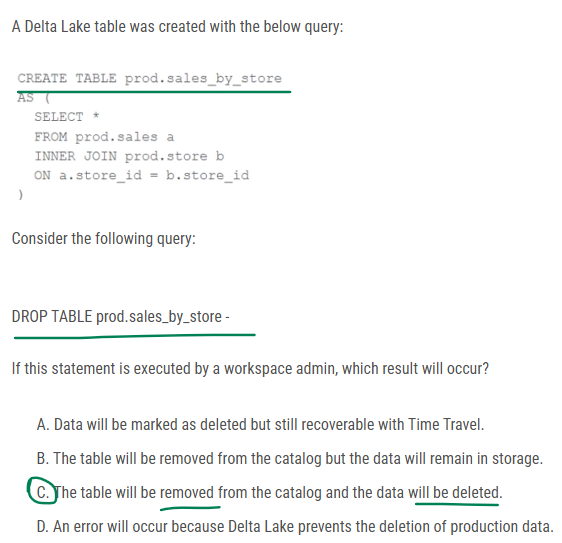 A Delta Lake table was created with the below query:
CREATE TABLE prod.sales_by_store
AS (
SELECT *
FROM prod.sales a
INNER JOIN prod.store b
ON a.store_id = b.store_id
)
Consider the following query:
DROP TABLE prod.sales_by_store -
If this statement is executed by a workspace admin, which result will occur?
A. Data will be marked as deleted but still recoverable with Time Travel.
B. The table will be removed from the catalog but the data will remain in storage.
C. The table will be removed from the catalog and the data will be deleted.
D. An error will occur because Delta Lake prevents the deletion of production data.